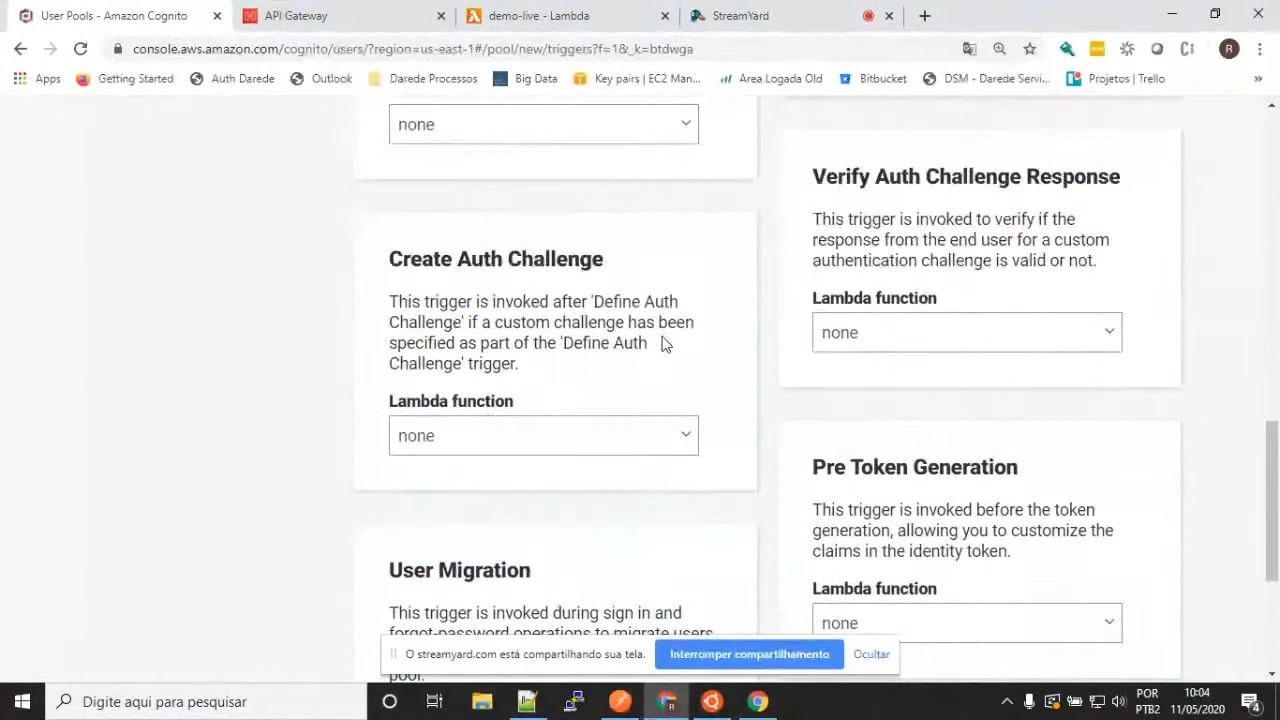 User Pools - Amazon Cognito
API Gateway
demo-live - Lambda
StreamYard
console.aws.amazon.com/cognito/users/?region=us-east-1#/pool/new/triggers?f=1&_k=btdwga
R
Apps
Getting Started
Auth Darede
Outlook
Darede Processos
Big Data
Key pairs | EC2 Man...
Area Logada Old
Bitbucket
DSM - Darede Servi...
Projetos | Trello
»
none
Create Auth Challenge
This trigger is invoked after 'Define Auth
Challenge' if a custom challenge has been
specified as part of the 'Define Auth
Challenge' trigger.
Lambda function
none
User Migration
This trigger is invoked during sign in and
forgot-password operations to migrate users
pool.
Verify Auth Challenge Response
This trigger is invoked to verify if the
response from the end user for a custom
authentication challenge is valid or not.
Lambda function
none
Pre Token Generation
This trigger is invoked before the token
generation, allowing you to customize the
claims in the identity token.
Lambda function
none
O streamyard.com está compartilhando sua tela.
Interromper compartilhamento
Ocultar
Digite aqui para pesquisar
R
POR
PTB2
10:04
11/05/2020
4